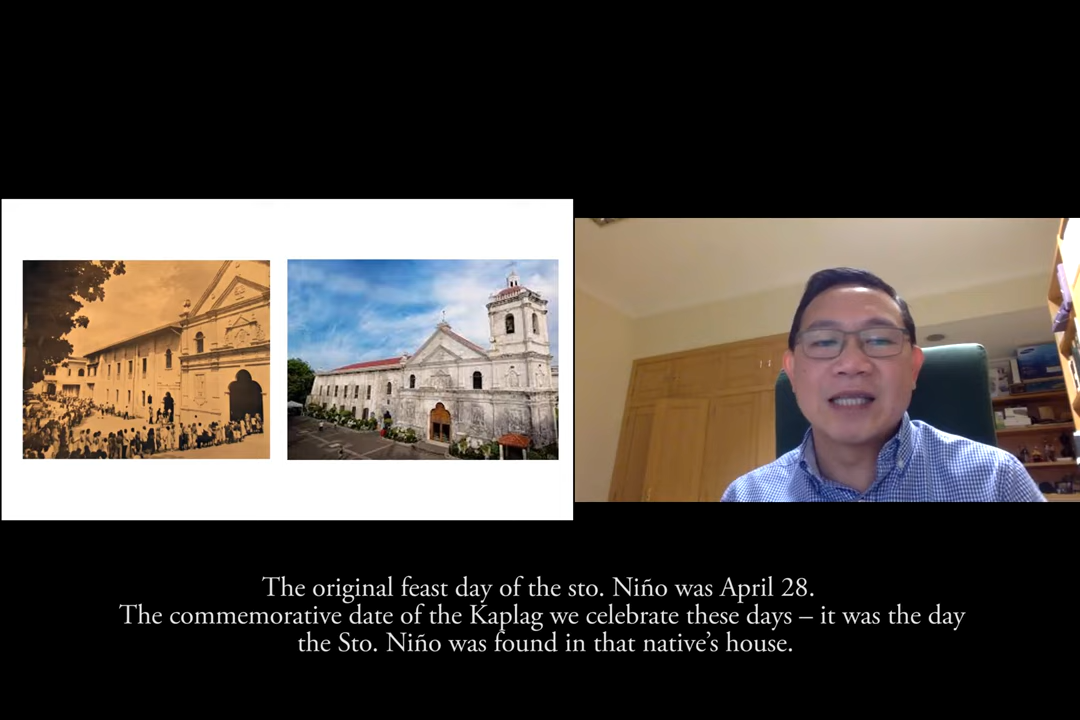 The original feast day of the sto. Niño was April 28.
The commemorative date of the Kaplag we celebrate these days – it was the day
the Sto. Niño was found in that native’s house.